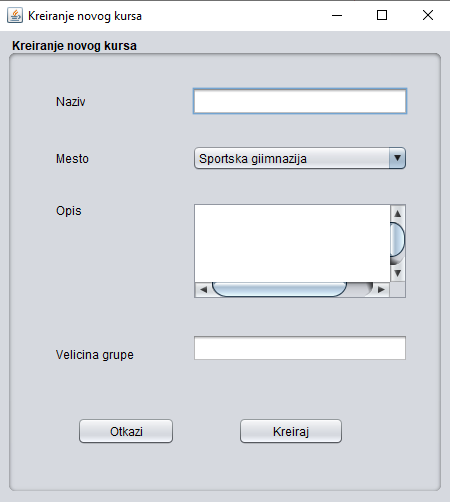 Kreiranje novog kursa
Kreiranje novog kursa
Naziv
Mesto
Sportska giimnazija
Opis
Velicina grupe
Otkazi
Kreiraj